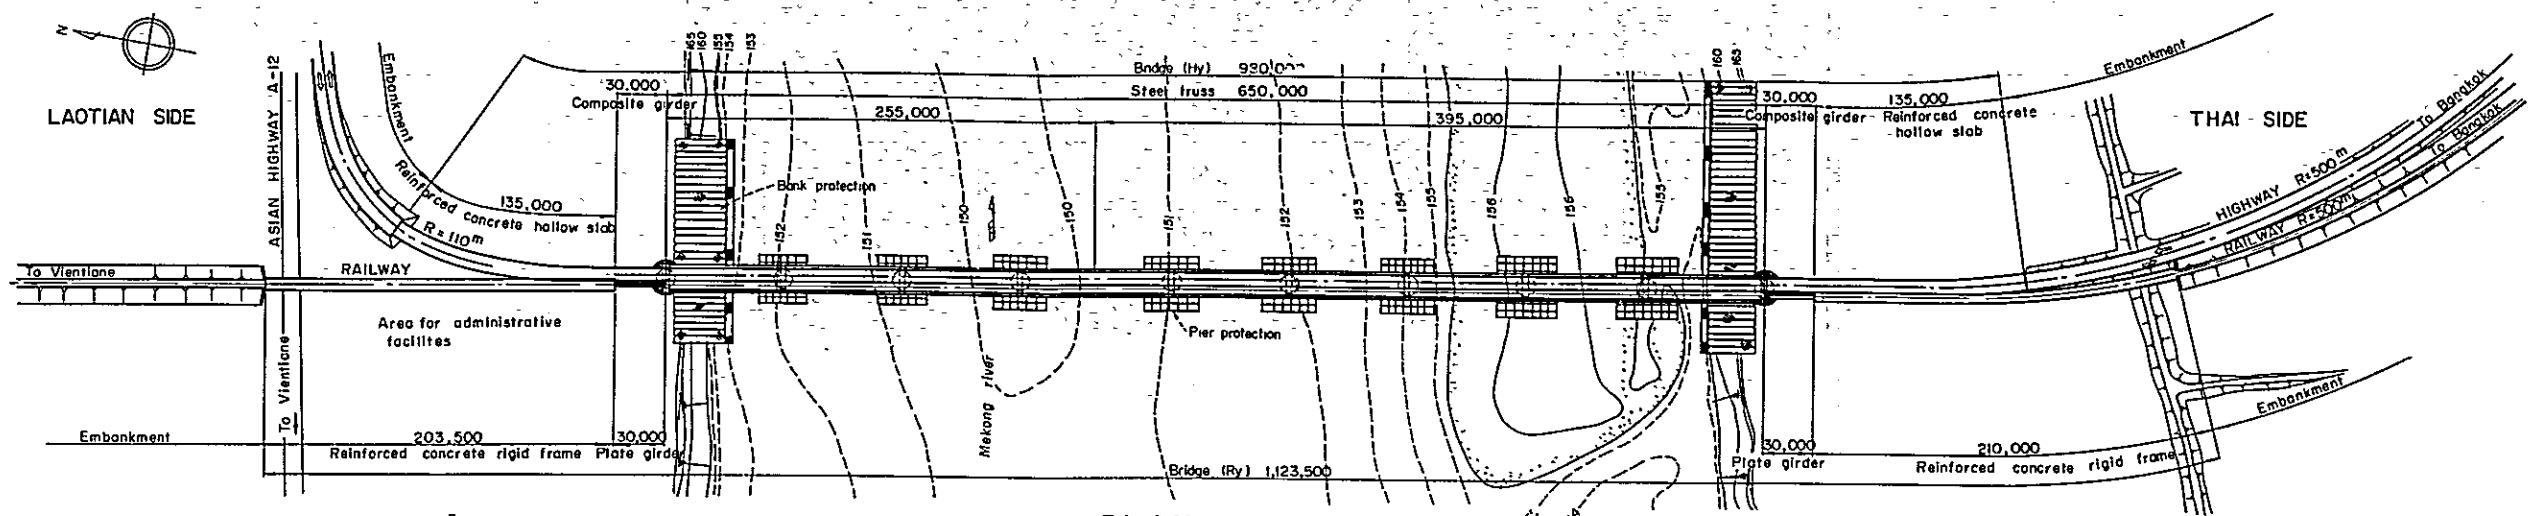 N
LAOTIAN SIDE
ASIAN HIGHWAY A-12
Embankment
165
160
155
154
153
Bridge (Hy)
Steel truss 650,000
30.000
Composite girder
255,000
395,000
160
165
30,000
135,000
Composite girder
Reinforced concrete
hollow slab
Embankment
To Bangkok
To Bangkok
THAI SIDE
Reinforced concrete hollow slab
135,000
R=110m
Bank protection
152
151
150
150
151
152
153
154
155
156
156
155
HIGHWAY R=500m
RAILWAY R=500m
To Vientiane
RAILWAY
Area for administrative
facilites
Pier protection
Mekong river
To Vientiane
Embankment
203,500
30,000
Reinforced concrete rigid frame
Plate girder
Bridge (Ry) 1,123,500
30,000
Plate girder
210,000
Reinforced concrete rigid frame
Embankment